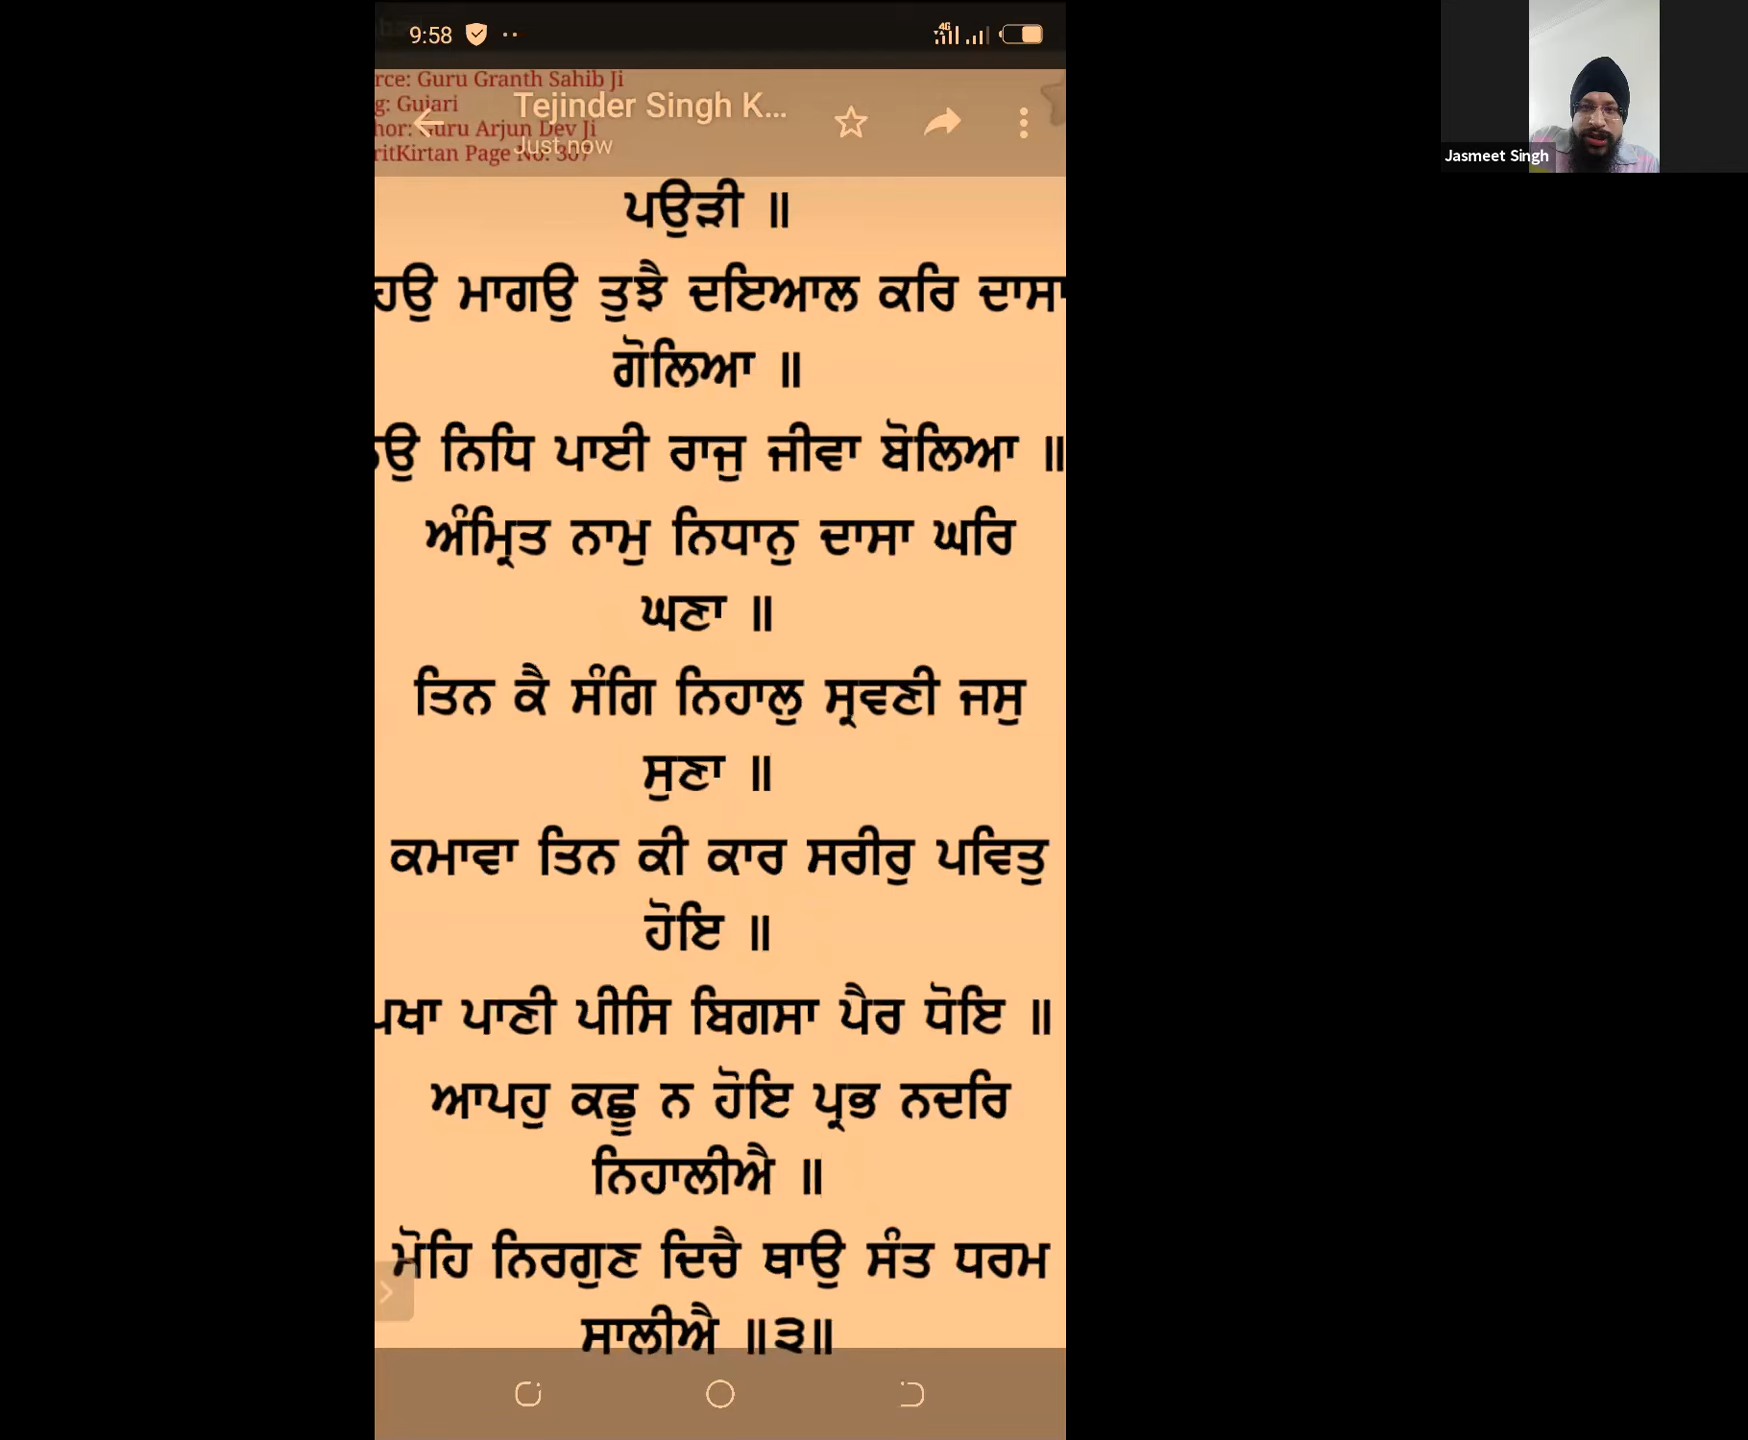 9:58
4G
rce: Guru Granth Sahib Ji
g: Gujari
Tejinder Singh K...
hor: Guru Arjun Dev Ji
Just now
ritKirtan Page No. 307
Jasmeet Singh
ਪਉੜੀ ॥
ਹਉ ਮਾਗਉ ਤੁਝੈ ਦਇਆਲ ਕਰਿ ਦਾਸਾ
ਗੋਲਿਆ ॥
ਉ ਨਿਧਿ ਪਾਈ ਰਾਜੁ ਜੀਵਾ ਬੋਲਿਆ ॥
ਅੰਮ੍ਰਿਤ ਨਾਮੁ ਨਿਧਾਨੁ ਦਾਸਾ ਘਰਿ
ਘਣਾ ॥
ਤਿਨ ਕੈ ਸੰਗਿ ਨਿਹਾਲੁ ਸ੍ਰਵਣੀ ਜਸੁ
ਸੁਣਾ ॥
ਕਮਾਵਾ ਤਿਨ ਕੀ ਕਾਰ ਸਰੀਰੁ ਪਵਿਤੁ
ਹੋਇ ॥
ਪਖਾ ਪਾਣੀ ਪੀਸਿ ਬਿਗਸਾ ਪੈਰ ਧੋਇ ॥
ਆਪਹੁ ਕਛੂ ਨ ਹੋਇ ਪ੍ਰਭ ਨਦਰਿ
ਨਿਹਾਲੀਐ ॥
ਮੋਹਿ ਨਿਰਗੁਣ ਦਿਚੈ ਥਾਉ ਸੰਤ ਧਰਮ
ਸਾਲੀਐ ॥੩॥